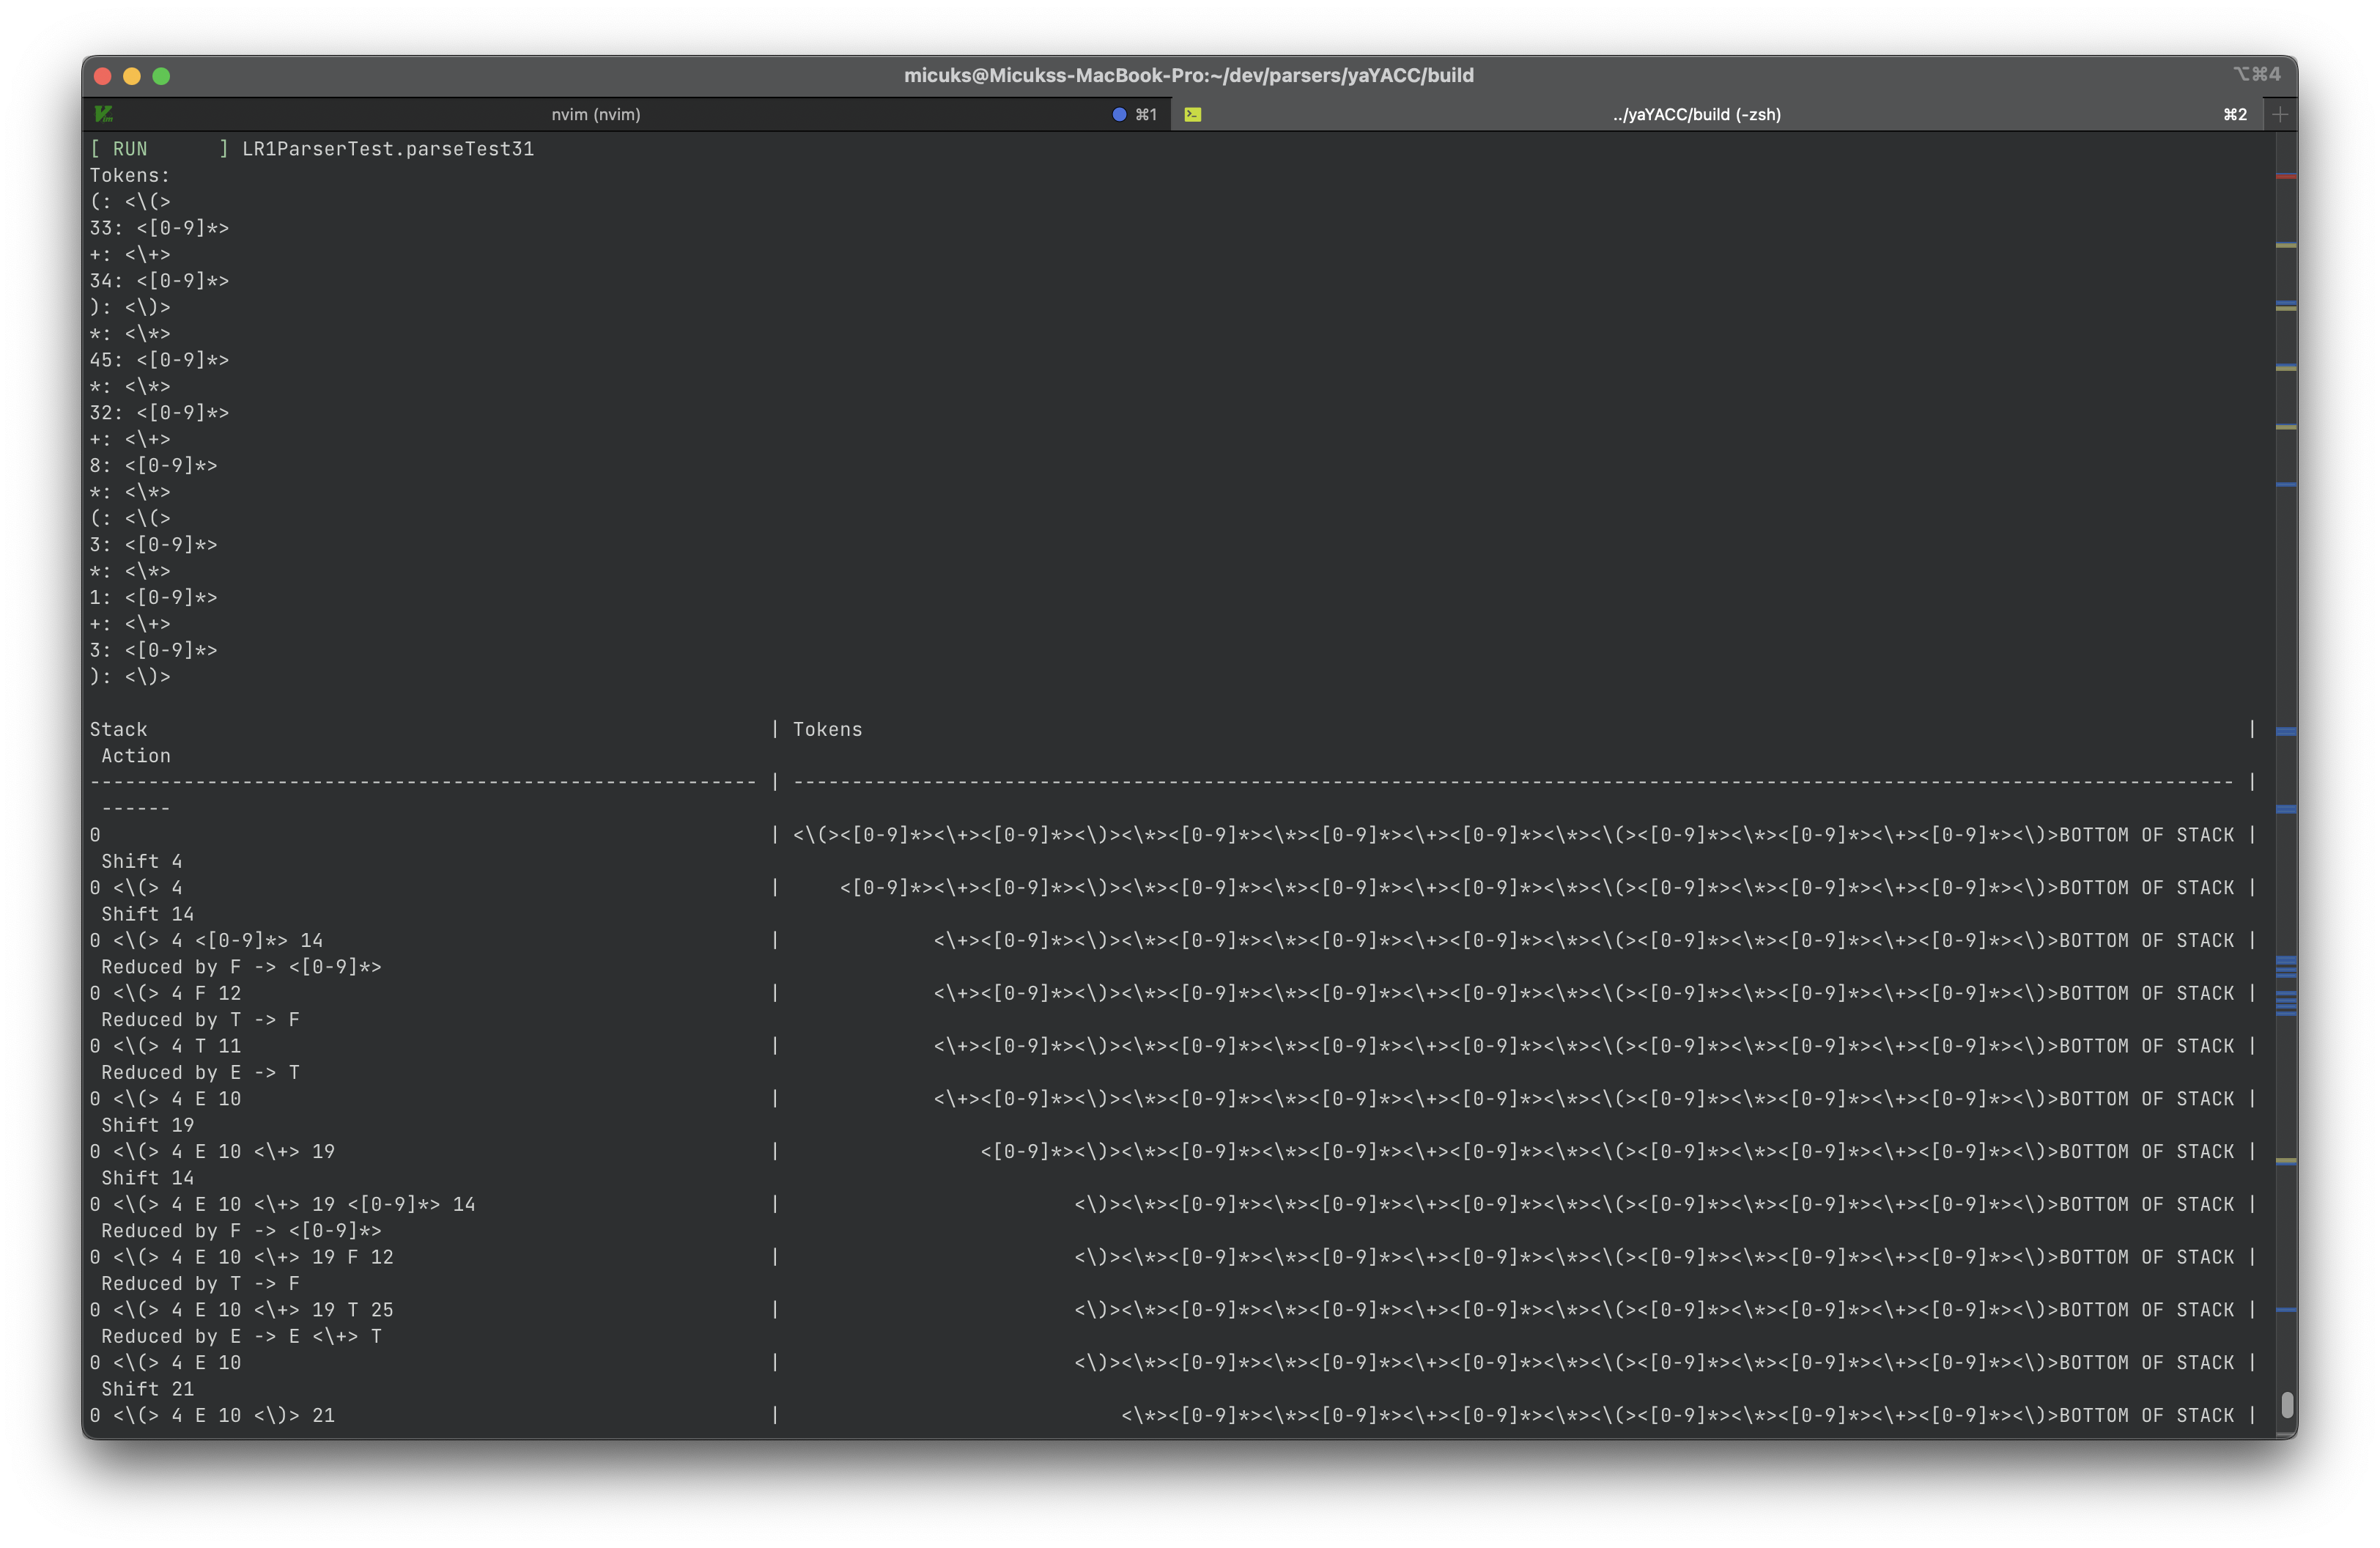 micuks@Micukss-MacBook-Pro:~/dev/parsers/yaYACC/build ⌥⌘4
nvim (nvim) ⌘1 ../yaYACC/build (-zsh) ⌘2
[ RUN      ] LR1ParserTest.parseTest31
Tokens:
(: <\(>
33: <[0-9]*>
+: <\+>
34: <[0-9]*>
): <\)>
*: <\*>
45: <[0-9]*>
*: <\*>
32: <[0-9]*>
+: <\+>
8: <[0-9]*>
*: <\*>
(: <\(>
3: <[0-9]*>
*: <\*>
1: <[0-9]*>
+: <\+>
3: <[0-9]*>
): <\)>
Stack | Tokens |
Action
--------------------------------------------------------- | --------------------------------------------------------------------------------------------------------------------------- |
------
0 | <\(><[0-9]*><\+><[0-9]*><\)><\*><[0-9]*><\*><[0-9]*><\+><[0-9]*><\*><\(><[0-9]*><\*><[0-9]*><\+><[0-9]*><\)>BOTTOM OF STACK |
Shift 4
0 <\(> 4 | <[0-9]*><\+><[0-9]*><\)><\*><[0-9]*><\*><[0-9]*><\+><[0-9]*><\*><\(><[0-9]*><\*><[0-9]*><\+><[0-9]*><\)>BOTTOM OF STACK |
Shift 14
0 <\(> 4 <[0-9]*> 14 | <\+><[0-9]*><\)><\*><[0-9]*><\*><[0-9]*><\+><[0-9]*><\*><\(><[0-9]*><\*><[0-9]*><\+><[0-9]*><\)>BOTTOM OF STACK |
Reduced by F -> <[0-9]*>
0 <\(> 4 F 12 | <\+><[0-9]*><\)><\*><[0-9]*><\*><[0-9]*><\+><[0-9]*><\*><\(><[0-9]*><\*><[0-9]*><\+><[0-9]*><\)>BOTTOM OF STACK |
Reduced by T -> F
0 <\(> 4 T 11 | <\+><[0-9]*><\)><\*><[0-9]*><\*><[0-9]*><\+><[0-9]*><\*><\(><[0-9]*><\*><[0-9]*><\+><[0-9]*><\)>BOTTOM OF STACK |
Reduced by E -> T
0 <\(> 4 E 10 | <\+><[0-9]*><\)><\*><[0-9]*><\*><[0-9]*><\+><[0-9]*><\*><\(><[0-9]*><\*><[0-9]*><\+><[0-9]*><\)>BOTTOM OF STACK |
Shift 19
0 <\(> 4 E 10 <\+> 19 | <[0-9]*><\)><\*><[0-9]*><\*><[0-9]*><\+><[0-9]*><\*><\(><[0-9]*><\*><[0-9]*><\+><[0-9]*><\)>BOTTOM OF STACK |
Shift 14
0 <\(> 4 E 10 <\+> 19 <[0-9]*> 14 | <\)><\*><[0-9]*><\*><[0-9]*><\+><[0-9]*><\*><\(><[0-9]*><\*><[0-9]*><\+><[0-9]*><\)>BOTTOM OF STACK |
Reduced by F -> <[0-9]*>
0 <\(> 4 E 10 <\+> 19 F 12 | <\)><\*><[0-9]*><\*><[0-9]*><\+><[0-9]*><\*><\(><[0-9]*><\*><[0-9]*><\+><[0-9]*><\)>BOTTOM OF STACK |
Reduced by T -> F
0 <\(> 4 E 10 <\+> 19 T 25 | <\)><\*><[0-9]*><\*><[0-9]*><\+><[0-9]*><\*><\(><[0-9]*><\*><[0-9]*><\+><[0-9]*><\)>BOTTOM OF STACK |
Reduced by E -> E <\+> T
0 <\(> 4 E 10 | <\)><\*><[0-9]*><\*><[0-9]*><\+><[0-9]*><\*><\(><[0-9]*><\*><[0-9]*><\+><[0-9]*><\)>BOTTOM OF STACK |
Shift 21
0 <\(> 4 E 10 <\)> 21 | <\*><[0-9]*><\*><[0-9]*><\+><[0-9]*><\*><\(><[0-9]*><\*><[0-9]*><\+><[0-9]*><\)>BOTTOM OF STACK |